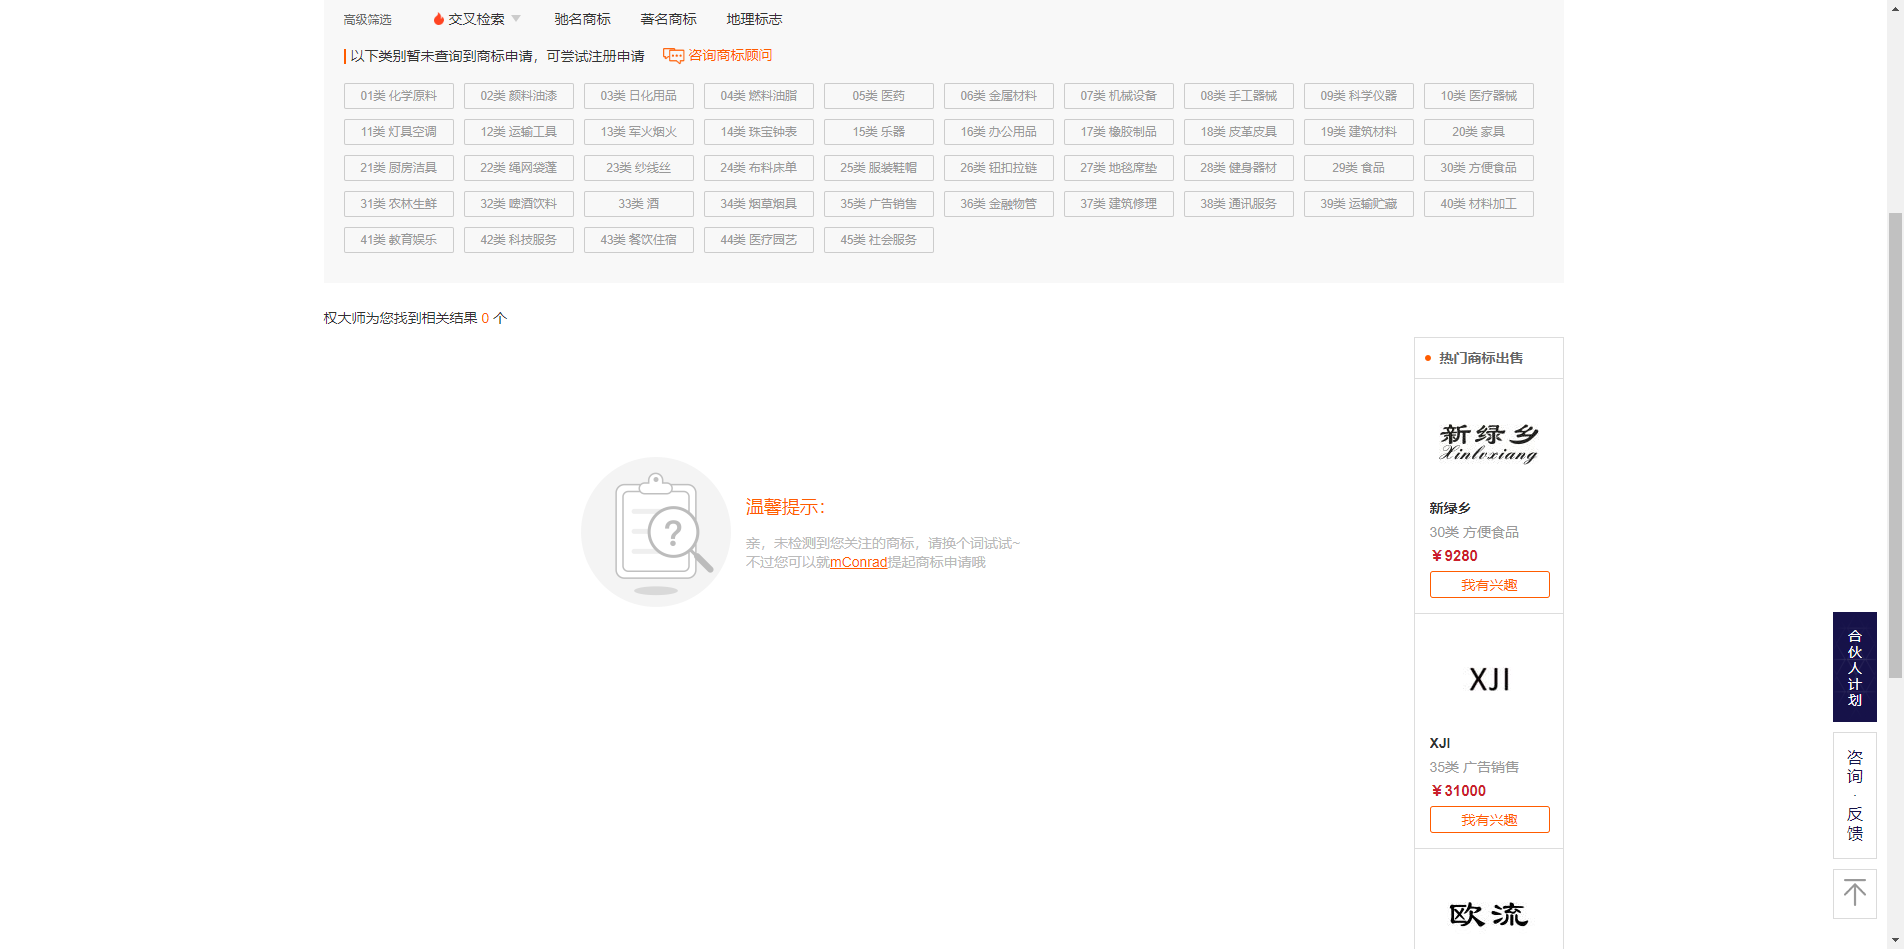 高级筛选 交叉检索 驰名商标 著名商标 地理标志
以下类别暂未查询到商标申请，可尝试注册申请 咨询商标顾问
01类 化学原料 02类 颜料油漆 03类 日化用品 04类 燃料油脂 05类 医药 06类 金属材料 07类 机械设备 08类 手工器械 09类 科学仪器 10类 医疗器械
11类 灯具空调 12类 运输工具 13类 军火烟火 14类 珠宝钟表 15类 乐器 16类 办公用品 17类 橡胶制品 18类 皮革皮具 19类 建筑材料 20类 家具
21类 厨房洁具 22类 绳网袋蓬 23类 纱线丝 24类 布料床单 25类 服装鞋帽 26类 钮扣拉链 27类 地毯席垫 28类 健身器材 29类 食品 30类 方便食品
31类 农林生鲜 32类 啤酒饮料 33类 酒 34类 烟草烟具 35类 广告销售 36类 金融物管 37类 建筑修理 38类 通讯服务 39类 运输贮藏 40类 材料加工
41类 教育娱乐 42类 科技服务 43类 餐饮住宿 44类 医疗园艺 45类 社会服务
权大师为您找到相关结果 0 个
温馨提示：
亲，未检测到您关注的商标，请换个词试试~
不过您可以就mConrad提起商标申请哦
热门商标出售
新绿乡
Xinlvxiang
新绿乡
30类 方便食品
￥9280
我有兴趣
XJI
XJI
35类 广告销售
￥31000
我有兴趣
欧流
合伙人计划
咨询·反馈